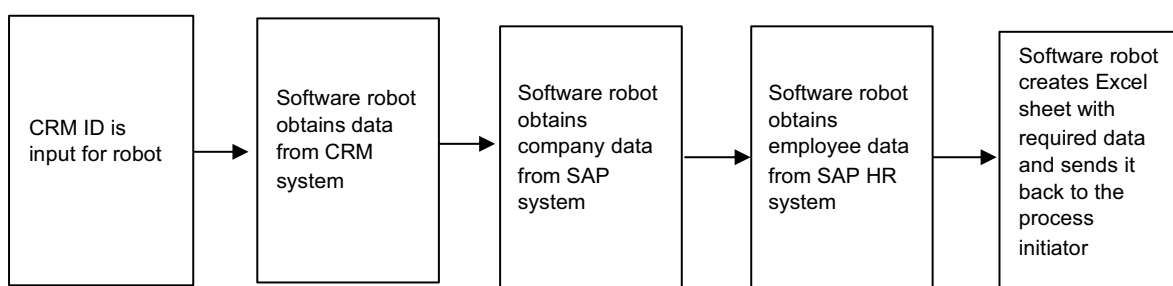 CRM ID is
input for robot
Software robot
obtains data
from CRM
system
Software robot
obtains
company data
from SAP
system
Software robot
obtains
employee data
from SAP HR
system
Software robot
creates Excel
sheet with
required data
and sends it
back to the
process
initiator